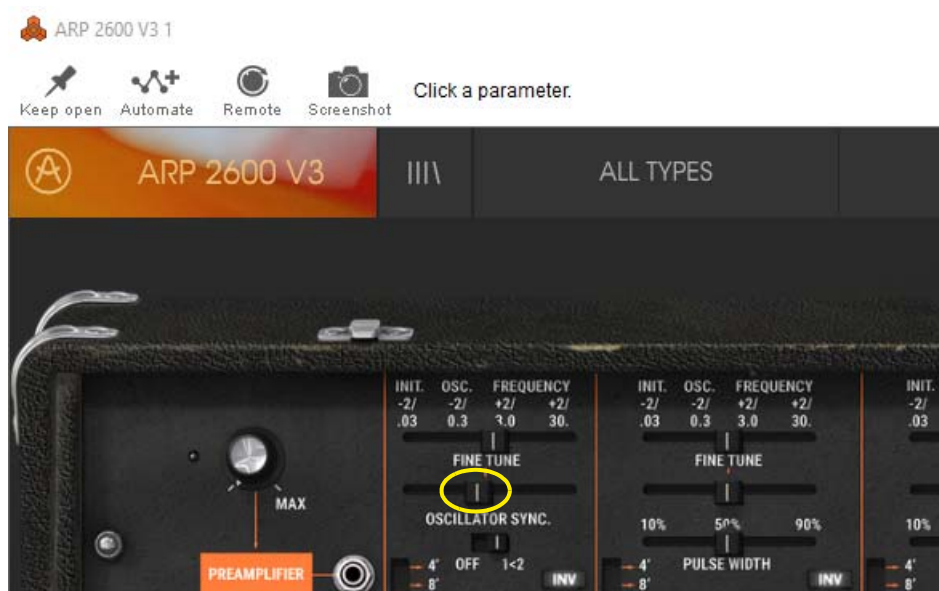 ARP 2600 V3 1
Keep open Automate Remote Screenshot Click a parameter.
ARP 2600 V3 ALL TYPES
INIT. OSC. FREQUENCY
-2/ -2/ +2/ +2/
.03 0.3 3.0 30.
FINE TUNE
OSCILLATOR SYNC.
OFF 1<2
4'
8'
INV
INIT. OSC. FREQUENCY
-2/ -2/ +2/ +2/
.03 0.3 3.0 30.
FINE TUNE
10% 50% 90%
PULSE WIDTH
4'
8'
INV
INIT.
-2/
.03
10%
4'
8'
MAX
PREAMPLIFIER